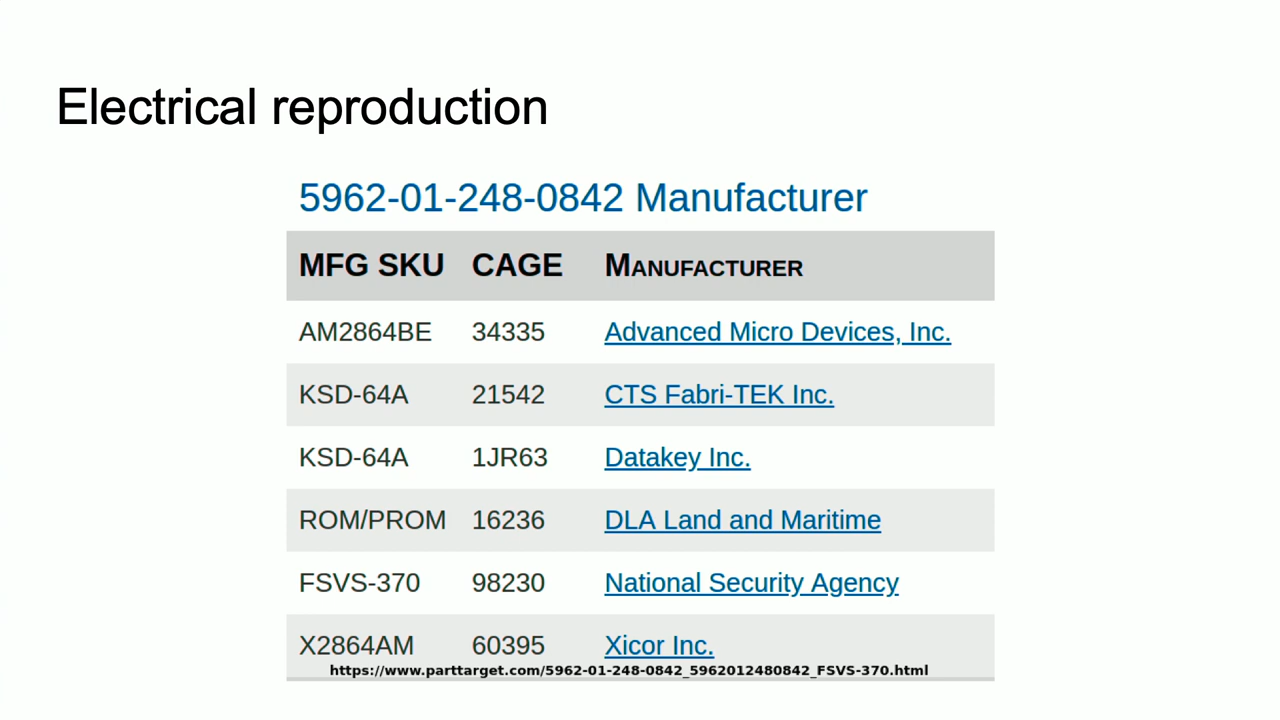 Electrical reproduction
5962-01-248-0842 Manufacturer
MFG SKU CAGE Manufacturer
AM2864BE 34335 Advanced Micro Devices, Inc.
KSD-64A 21542 CTS Fabri-TEK Inc.
KSD-64A 1JR63 Datakey Inc.
ROM/PROM 16236 DLA Land and Maritime
FSVS-370 98230 National Security Agency
X2864AM 60395 Xicor Inc.
https://www.parttarget.com/5962-01-248-0842_5962012480842_FSVS-370.html